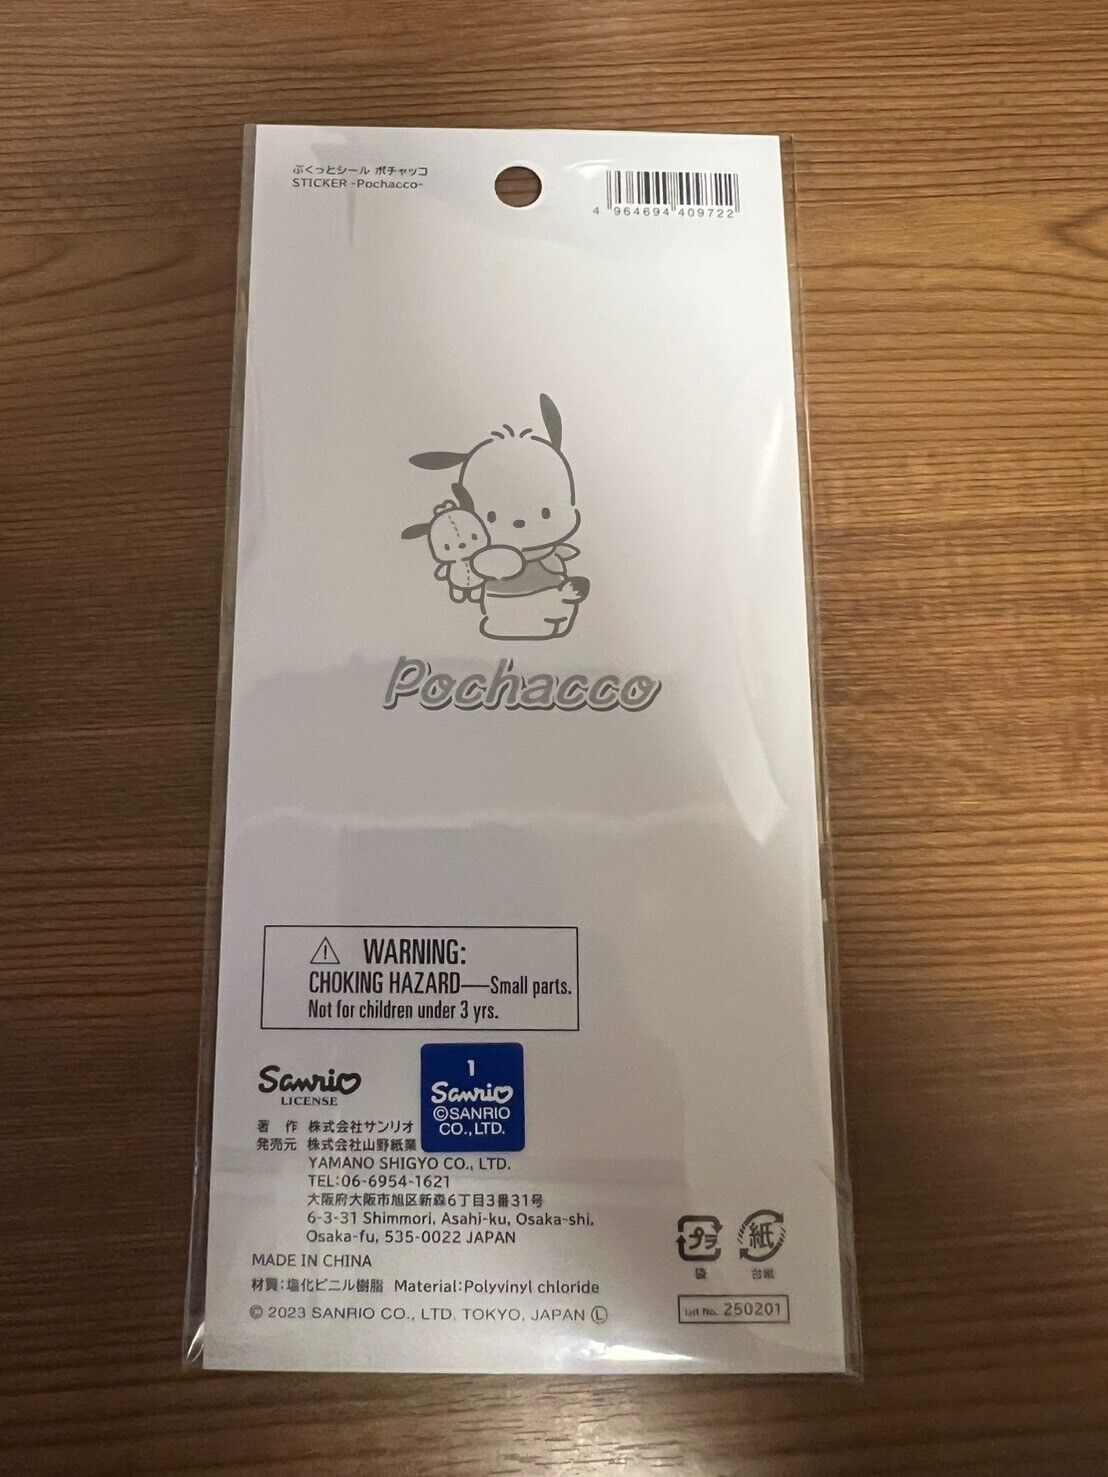 ぷくっとシール ポチャッコ
STICKER -Pochacco-
4 964694 409722
Pochacco
WARNING:
CHOKING HAZARD—Small parts.
Not for children under 3 yrs.
Sanrio
LICENSE
1
Sanrio
©SANRIO
CO.,LTD.
著 作 株式会社サンリオ
発売元 株式会社山野紙業
YAMANO SHIGYO CO., LTD.
TEL:06-6954-1621
大阪府大阪市旭区新森6丁目3番31号
6-3-31 Shinmori, Asahi-ku, Osaka-shi,
Osaka-fu, 535-0022 JAPAN
MADE IN CHINA
材質:塩化ビニル樹脂 Material:Polyvinyl chloride
© 2023 SANRIO CO., LTD. TOKYO, JAPAN Ⓛ
プラ
袋
紙
台紙
Lot No. 250201